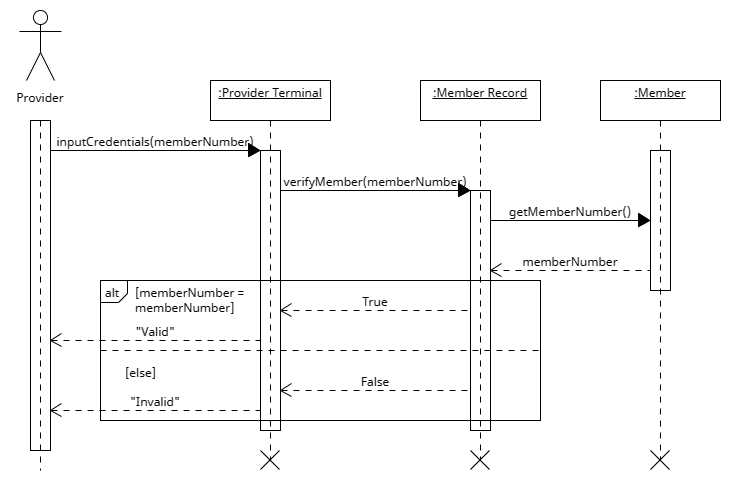 Provider
:Provider Terminal
:Member Record
:Member
inputCredentials(memberNumber)
verifyMember(memberNumber)
getMemberNumber()
memberNumber
alt
[memberNumber =
memberNumber]
True
"Valid"
[else]
False
"Invalid"